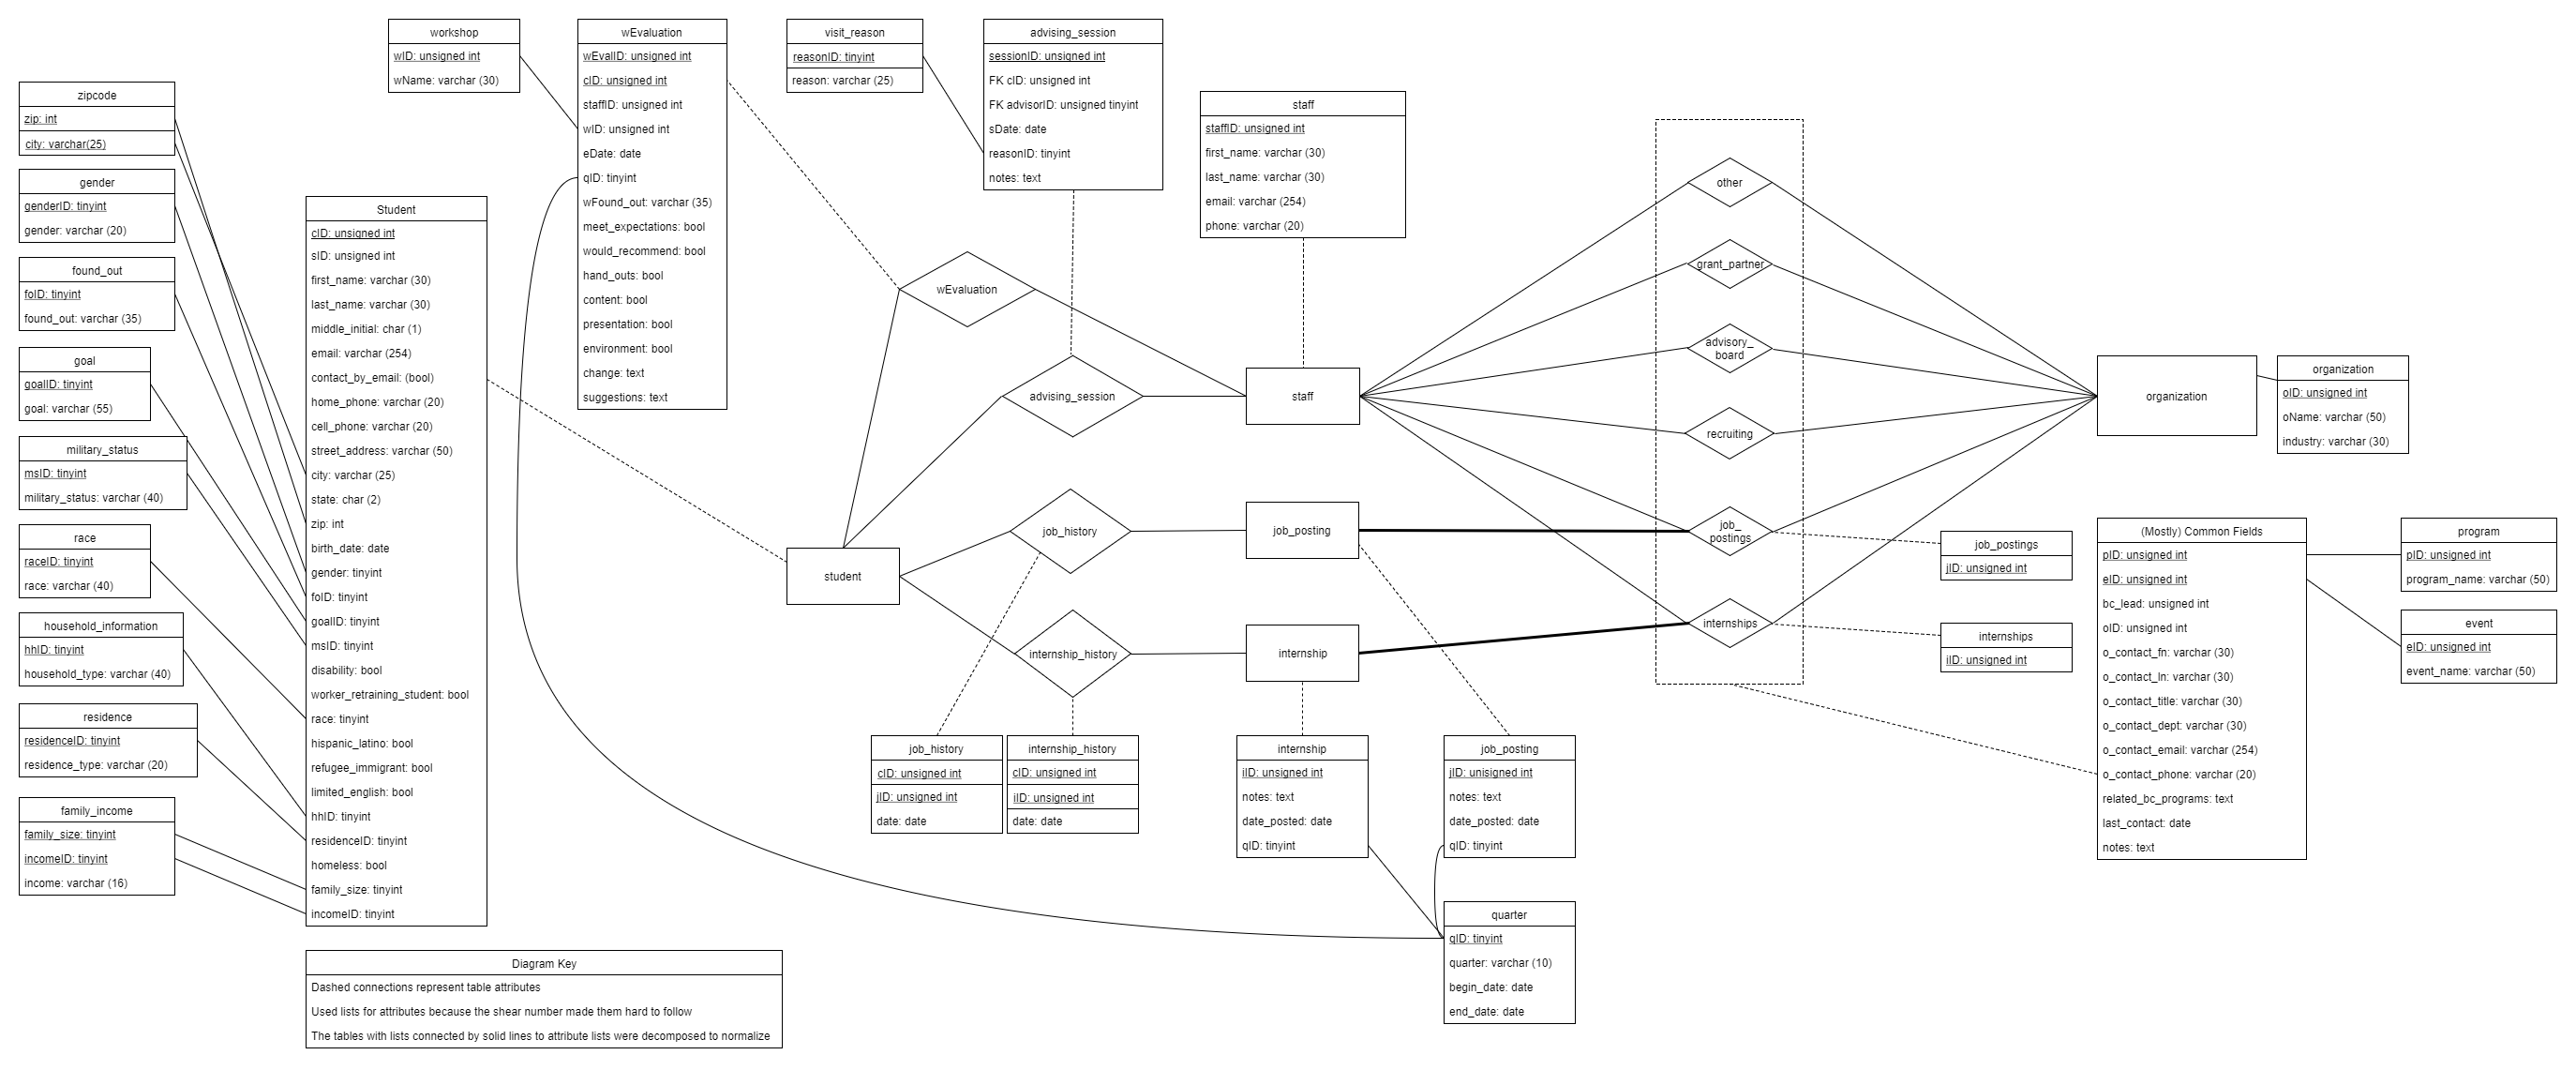 workshop
wID: unsigned int
wName: varchar (30)
wEvaluation
wEvalID: unsigned int
cID: unsigned int
staffID: unsigned int
wID: unsigned int
eDate: date
qID: tinyint
wFound_out: varchar (35)
meet_expectations: bool
would_recommend: bool
hand_outs: bool
content: bool
presentation: bool
environment: bool
change: text
suggestions: text
visit_reason
reasonID: tinyint
reason: varchar (25)
advising_session
sessionID: unsigned int
FK cID: unsigned int
FK advisorID: unsigned tinyint
sDate: date
reasonID: tinyint
notes: text
staff
staffID: unsigned int
first_name: varchar (30)
last_name: varchar (30)
email: varchar (254)
phone: varchar (20)
zipcode
zip: int
city: varchar(25)
gender
genderID: tinyint
gender: varchar (20)
found_out
foID: tinyint
found_out: varchar (35)
goal
goalID: tinyint
goal: varchar (55)
military_status
msID: tinyint
military_status: varchar (40)
race
raceID: tinyint
race: varchar (40)
household_information
hhID: tinyint
household_type: varchar (40)
residence
residenceID: tinyint
residence_type: varchar (20)
family_income
family_size: tinyint
incomeID: tinyint
income: varchar (16)
Student
cID: unsigned int
sID: unsigned int
first_name: varchar (30)
last_name: varchar (30)
middle_initial: char (1)
email: varchar (254)
contact_by_email: (bool)
home_phone: varchar (20)
cell_phone: varchar (20)
street_address: varchar (50)
city: varchar (25)
state: char (2)
zip: int
birth_date: date
gender: tinyint
foID: tinyint
goalID: tinyint
msID: tinyint
disability: bool
worker_retraining_student: bool
race: tinyint
hispanic_latino: bool
refugee_immigrant: bool
limited_english: bool
hhID: tinyint
residenceID: tinyint
homeless: bool
family_size: tinyint
incomeID: tinyint
Diagram Key
Dashed connections represent table attributes
Used lists for attributes because the shear number made them hard to follow
The tables with lists connected by solid lines to attribute lists were decomposed to normalize
wEvaluation
advising_session
job_history
internship_history
student
staff
job_posting
internship
other
grant_partner
advisory_
board
recruiting
job_
postings
internships
organization
organization
oID: unsigned int
oName: varchar (50)
industry: varchar (30)
job_postings
jID: unsigned int
internships
iID: unsigned int
(Mostly) Common Fields
pID: unsigned int
eID: unsigned int
bc_lead: unsigned int
oID: unsigned int
o_contact_fn: varchar (30)
o_contact_ln: varchar (30)
o_contact_title: varchar (30)
o_contact_dept: varchar (30)
o_contact_email: varchar (254)
o_contact_phone: varchar (20)
related_bc_programs: text
last_contact: date
notes: text
program
pID: unsigned int
program_name: varchar (50)
event
eID: unsigned int
event_name: varchar (50)
job_history
cID: unsigned int
jID: unsigned int
date: date
internship_history
cID: unsigned int
iID: unsigned int
date: date
internship
iID: unsigned int
notes: text
date_posted: date
qID: tinyint
job_posting
jID: unisigned int
notes: text
date_posted: date
qID: tinyint
quarter
qID: tinyint
quarter: varchar (10)
begin_date: date
end_date: date